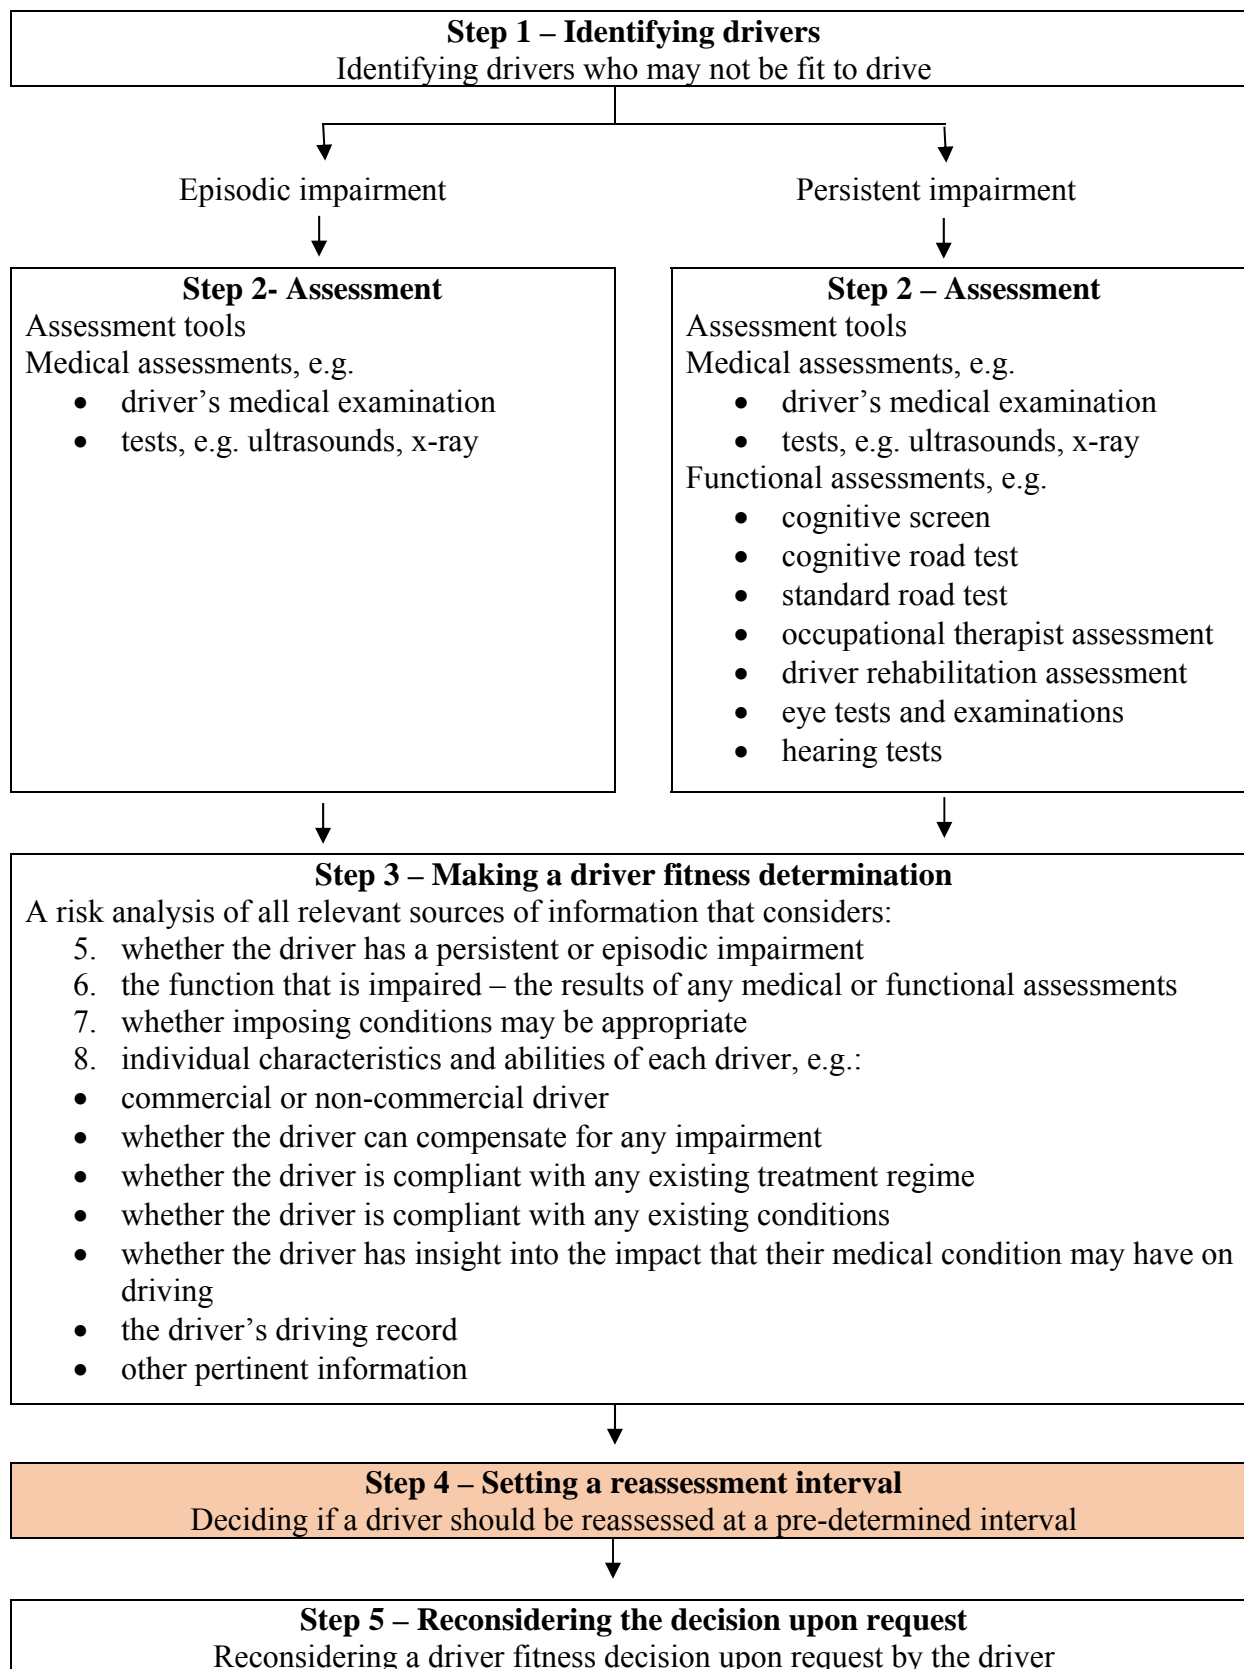 Step 1 – Identifying drivers
Identifying drivers who may not be fit to drive
Episodic impairment
Persistent impairment
Step 2- Assessment
Assessment tools
Medical assessments, e.g.
• driver’s medical examination
• tests, e.g. ultrasounds, x-ray
Step 2 – Assessment
Assessment tools
Medical assessments, e.g.
• driver’s medical examination
• tests, e.g. ultrasounds, x-ray
Functional assessments, e.g.
• cognitive screen
• cognitive road test
• standard road test
• occupational therapist assessment
• driver rehabilitation assessment
• eye tests and examinations
• hearing tests
Step 3 – Making a driver fitness determination
A risk analysis of all relevant sources of information that considers:
5. whether the driver has a persistent or episodic impairment
6. the function that is impaired – the results of any medical or functional assessments
7. whether imposing conditions may be appropriate
8. individual characteristics and abilities of each driver, e.g.:
• commercial or non-commercial driver
• whether the driver can compensate for any impairment
• whether the driver is compliant with any existing treatment regime
• whether the driver is compliant with any existing conditions
• whether the driver has insight into the impact that their medical condition may have on
driving
• the driver’s driving record
• other pertinent information
Step 4 – Setting a reassessment interval
Deciding if a driver should be reassessed at a pre-determined interval
Step 5 – Reconsidering the decision upon request
Reconsidering a driver fitness decision upon request by the driver